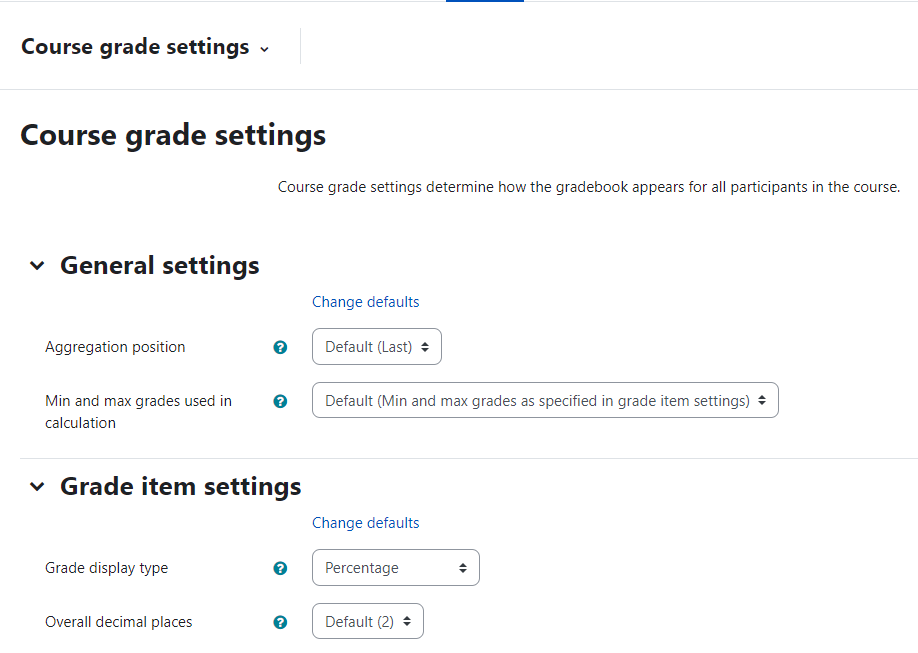 Course grade settings
Course grade settings
Course grade settings determine how the gradebook appears for all participants in the course.
General settings
Change defaults
Aggregation position
Default (Last)
Min and max grades used in
calculation
Default (Min and max grades as specified in grade item settings)
Grade item settings
Change defaults
Grade display type
Percentage
Overall decimal places
Default (2)